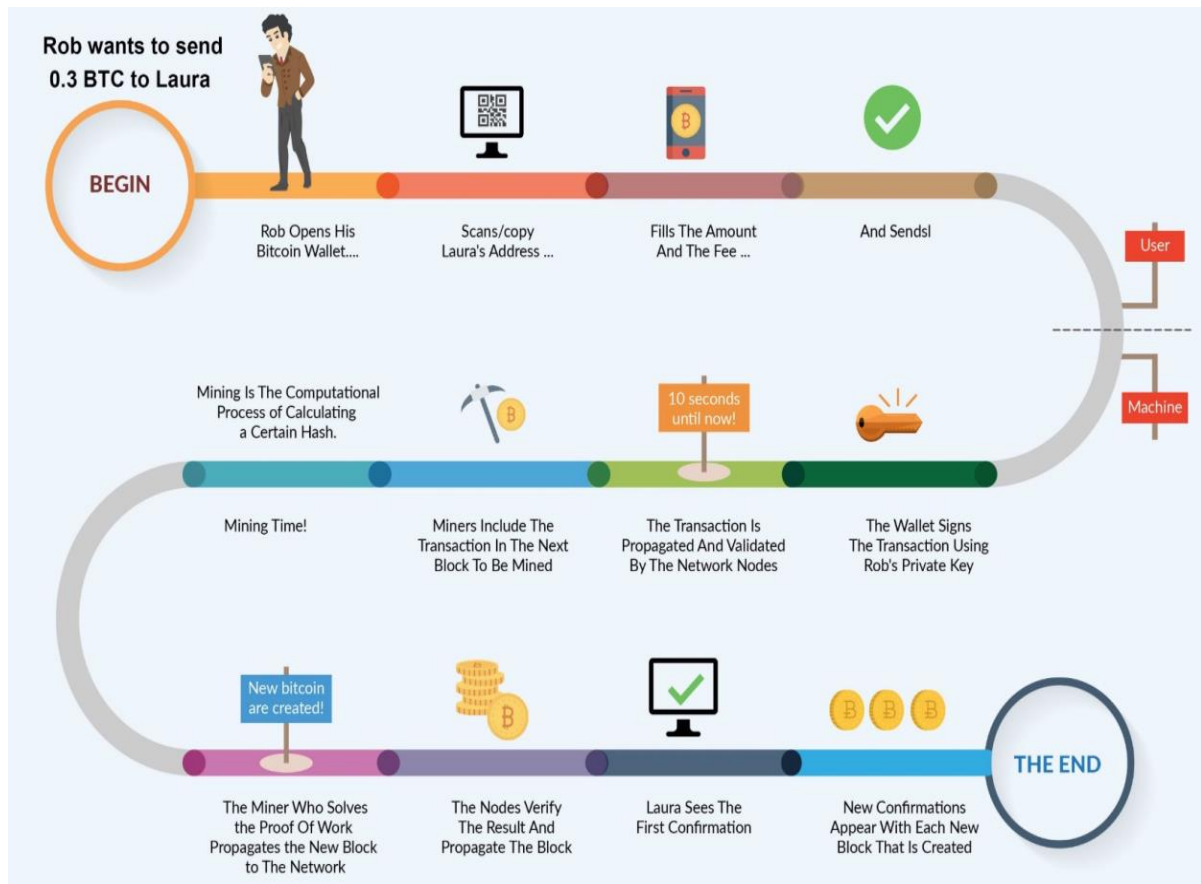 Rob wants to send
0.3 BTC to Laura
BEGIN
Rob Opens His
Bitcoin Wallet....
Scans/copy
Laura's Address ...
Fills The Amount
And The Fee ...
And Sends!
User
Machine
The Wallet Signs
The Transaction Using
Rob's Private Key
10 seconds
until now!
The Transaction Is
Propagated And Validated
By The Network Nodes
Miners Include The
Transaction In The Next
Block To Be Mined
Mining Is The Computational
Process of Calculating
a Certain Hash.
Mining Time!
New bitcoin
are created!
The Miner Who Solves
the Proof Of Work
Propagates the New Block
to The Network
The Nodes Verify
The Result And
Propagate The Block
Laura Sees The
First Confirmation
New Confirmations
Appear With Each New
Block That Is Created
THE END